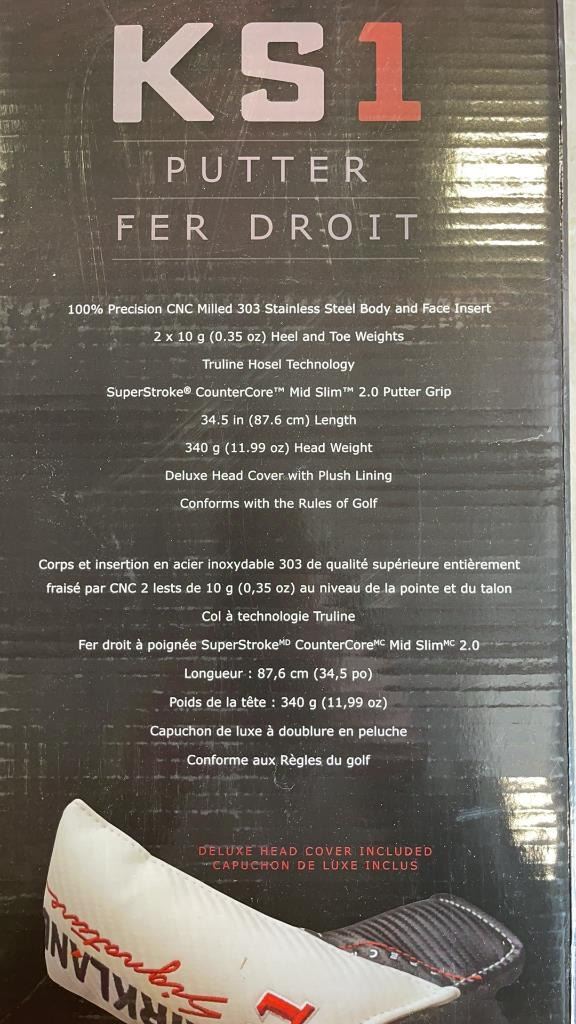 KS1
PUTTER
FER DROIT
100% Precision CNC Milled 303 Stainless Steel Body and Face Insert
2 x 10 g (0.35 oz) Heel and Toe Weights
Truline Hosel Technology
SuperStroke® CounterCore™ Mid Slim™ 2.0 Putter Grip
34.5 in (87.6 cm) Length
340 g (11.99 oz) Head Weight
Deluxe Head Cover with Plush Lining
Conforms with the Rules of Golf
Corps et insertion en acier inoxydable 303 de qualité supérieure entièrement
fraisé par CNC 2 lests de 10 g (0,35 oz) au niveau de la pointe et du talon
Col à technologie Truline
Fer droit à poignée SuperStrokeᴹᴰ CounterCoreᴹᶜ Mid Slimᴹᶜ 2.0
Longueur : 87,6 cm (34,5 po)
Poids de la tête : 340 g (11,99 oz)
Capuchon de luxe à doublure en peluche
Conforme aux Règles du golf
DELUXE HEAD COVER INCLUDED
CAPUCHON DE LUXE INCLUS
KIRKLAND
Signature
1